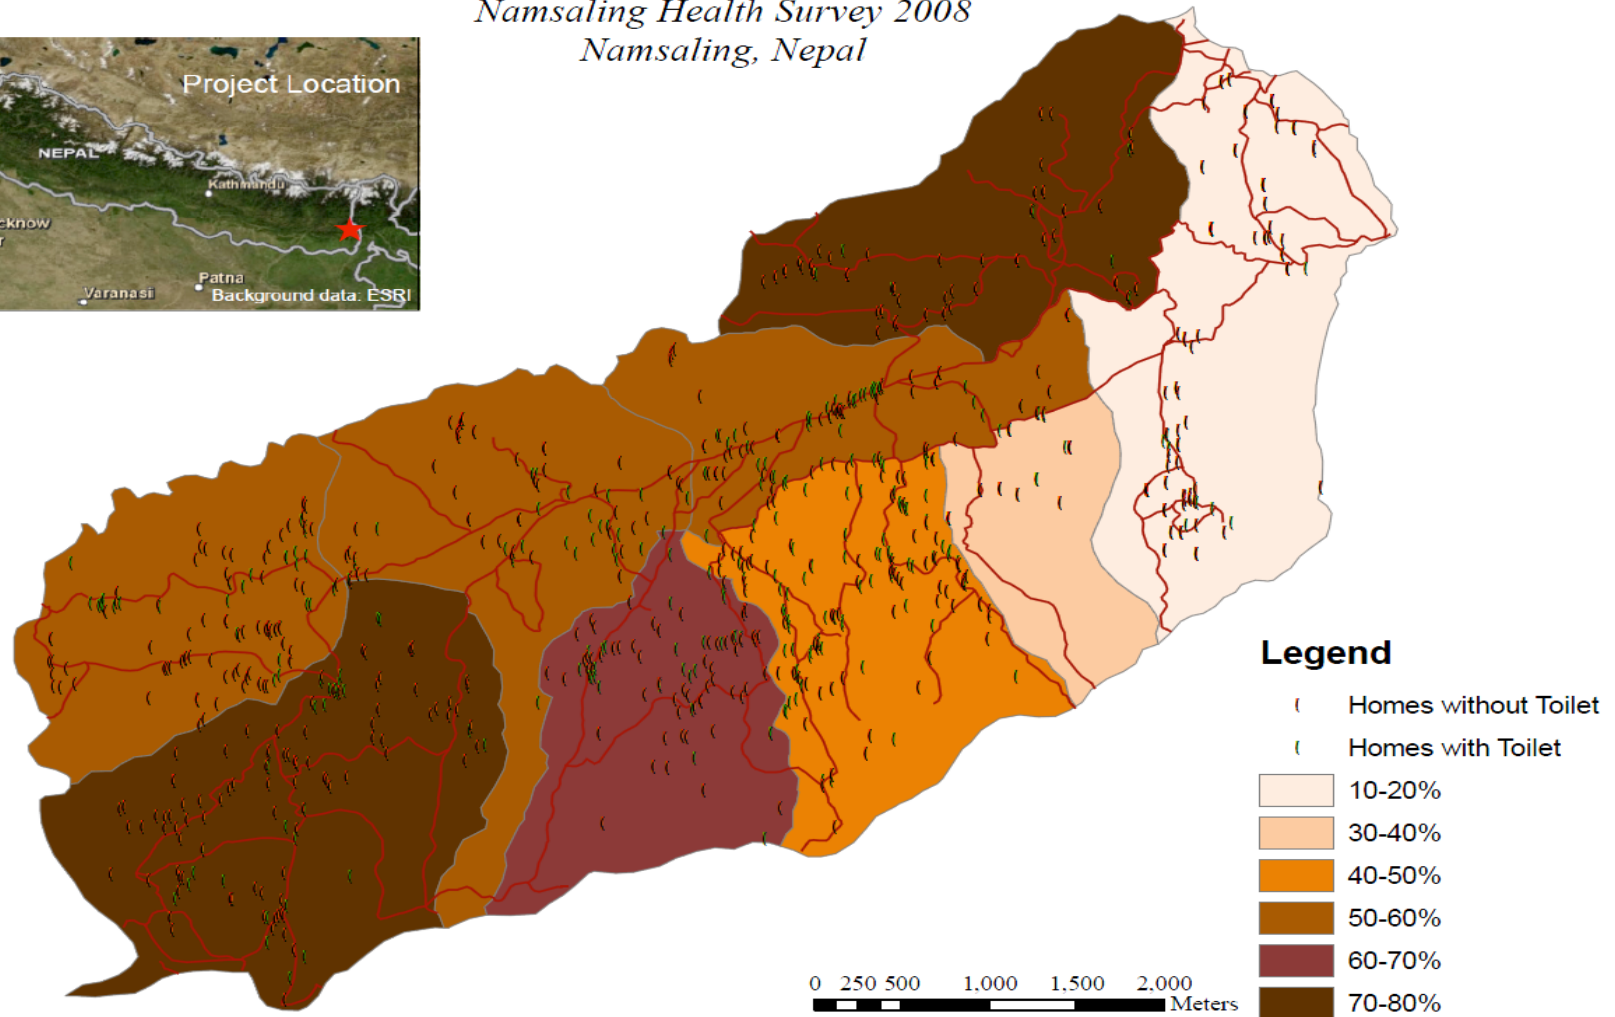 Namsaling Health Survey 2008
Namsaling, Nepal
Project Location
NEPAL
Kathmandu
cknow
r
Patna
Varanasi
Background data: ESRI
Legend
Homes without Toilet
Homes with Toilet
10-20%
30-40%
40-50%
50-60%
60-70%
70-80%
0 250 500 1,000 1,500 2,000
Meters